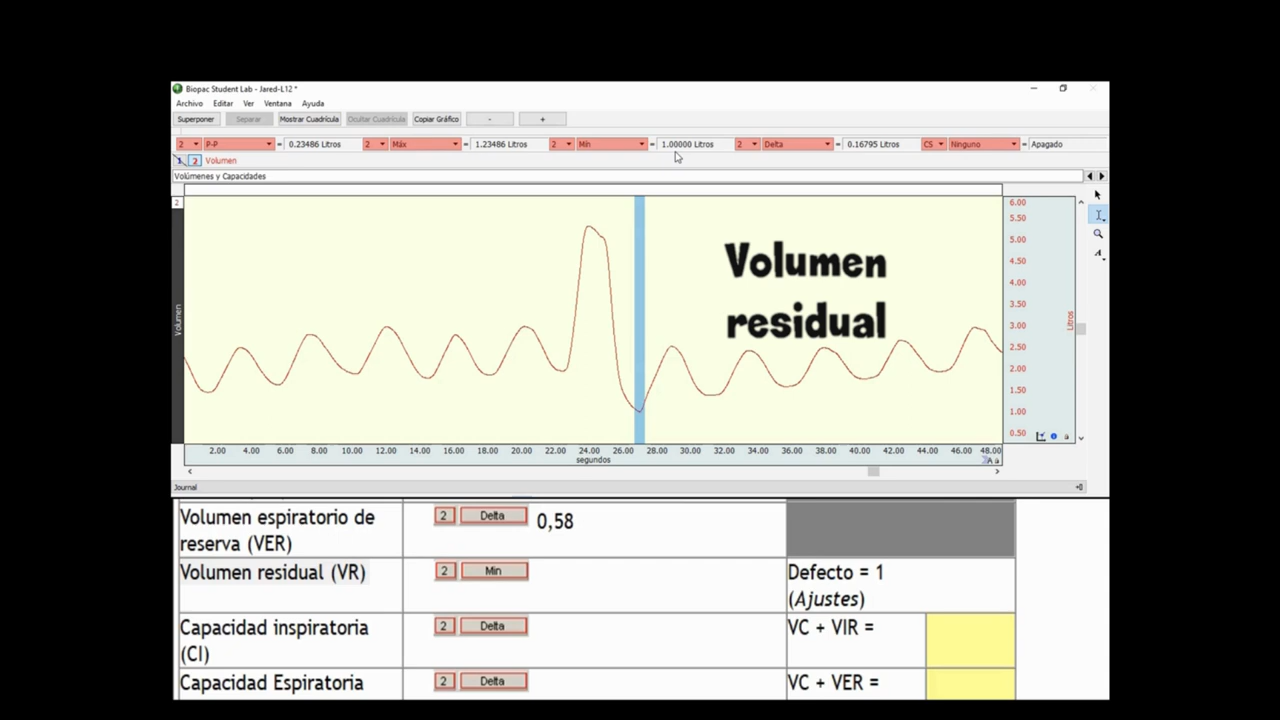 Biopac Student Lab - Jared-L12 *
Archivo Editar Ver Ventana Ayuda
Superponer Separar Mostrar Cuadrícula Ocultar Cuadrícula Copiar Gráfico - +
2 P-P = 0.23486 Litros 2 Máx = 1.23486 Litros 2 Mín = 1.00000 Litros 2 Delta = 0.16795 Litros CS Ninguno = Apagado
1 2 Volumen
Volúmenes y Capacidades
2
Volumen
Volumen
residual
6.00
5.50
5.00
4.50
4.00
3.50
3.00
2.50
2.00
1.50
1.00
0.50
Litros
2.00 4.00 6.00 8.00 10.00 12.00 14.00 16.00 18.00 20.00 22.00 24.00 26.00 28.00 30.00 32.00 34.00 36.00 38.00 40.00 42.00 44.00 46.00 48.00
segundos
Journal
Volumen espiratorio de 2 Delta 0,58
reserva (VER)
Volumen residual (VR) 2 Min Defecto = 1
(Ajustes)
Capacidad inspiratoria 2 Delta VC + VIR =
(CI)
Capacidad Espiratoria 2 Delta VC + VER =